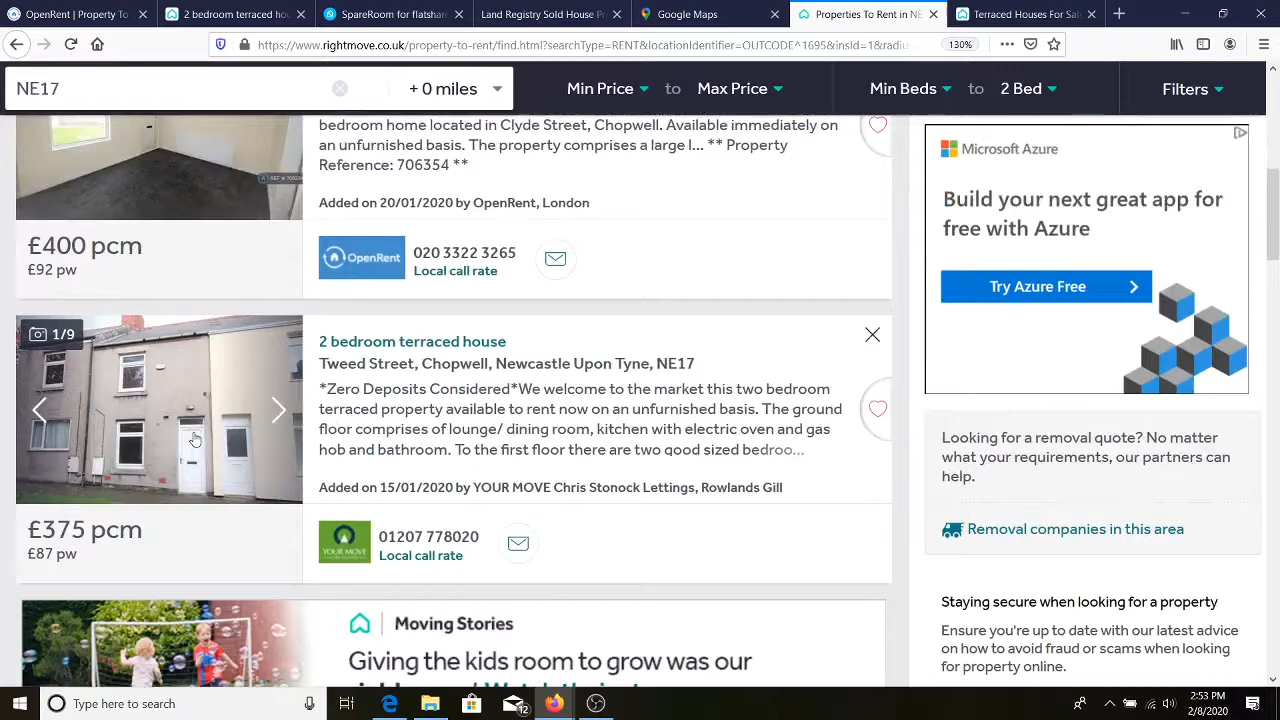 OpenRent | Property To
2 bedroom terraced hou
SpareRoom for flatshare
Land Registry Sold House Pr
Google Maps
Properties To Rent in NE
Terraced Houses For Sal
https://www.rightmove.co.uk/property-to-rent/find.html?searchType=RENT&locationIdentifier=OUTCODE^1695&insId=1&radiu
130%
NE17
+ 0 miles
Min Price
to
Max Price
Min Beds
to
2 Bed
Filters
bedroom home located in Clyde Street, Chopwell. Available immediately on
an unfurnished basis. The property comprises a large l... ** Property
Reference: 706354 **
Added on 20/01/2020 by OpenRent, London
£400 pcm
£92 pw
OpenRent
020 3322 3265
Local call rate
1/9
2 bedroom terraced house
Tweed Street, Chopwell, Newcastle Upon Tyne, NE17
*Zero Deposits Considered*We welcome to the market this two bedroom
terraced property available to rent now on an unfurnished basis. The ground
floor comprises of lounge/ dining room, kitchen with electric oven and gas
hob and bathroom. To the first floor there are two good sized bedroo...
Added on 15/01/2020 by YOUR MOVE Chris Stonock Lettings, Rowlands Gill
£375 pcm
£87 pw
YOUR MOVE
01207 778020
Local call rate
Moving Stories
Giving the kids room to grow was our
Microsoft Azure
Build your next great app for
free with Azure
Try Azure Free
Looking for a removal quote? No matter
what your requirements, our partners can
help.
Removal companies in this area
Staying secure when looking for a property
Ensure you're up to date with our latest advice
on how to avoid fraud or scams when looking
for property online.
Type here to search
12
2:53 PM
2/8/2020